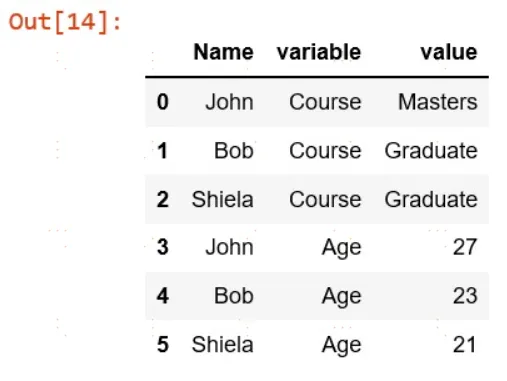 Out[14]:
Name variable value
0 John Course Masters
1 Bob Course Graduate
2 Shiela Course Graduate
3 John Age 27
4 Bob Age 23
5 Shiela Age 21